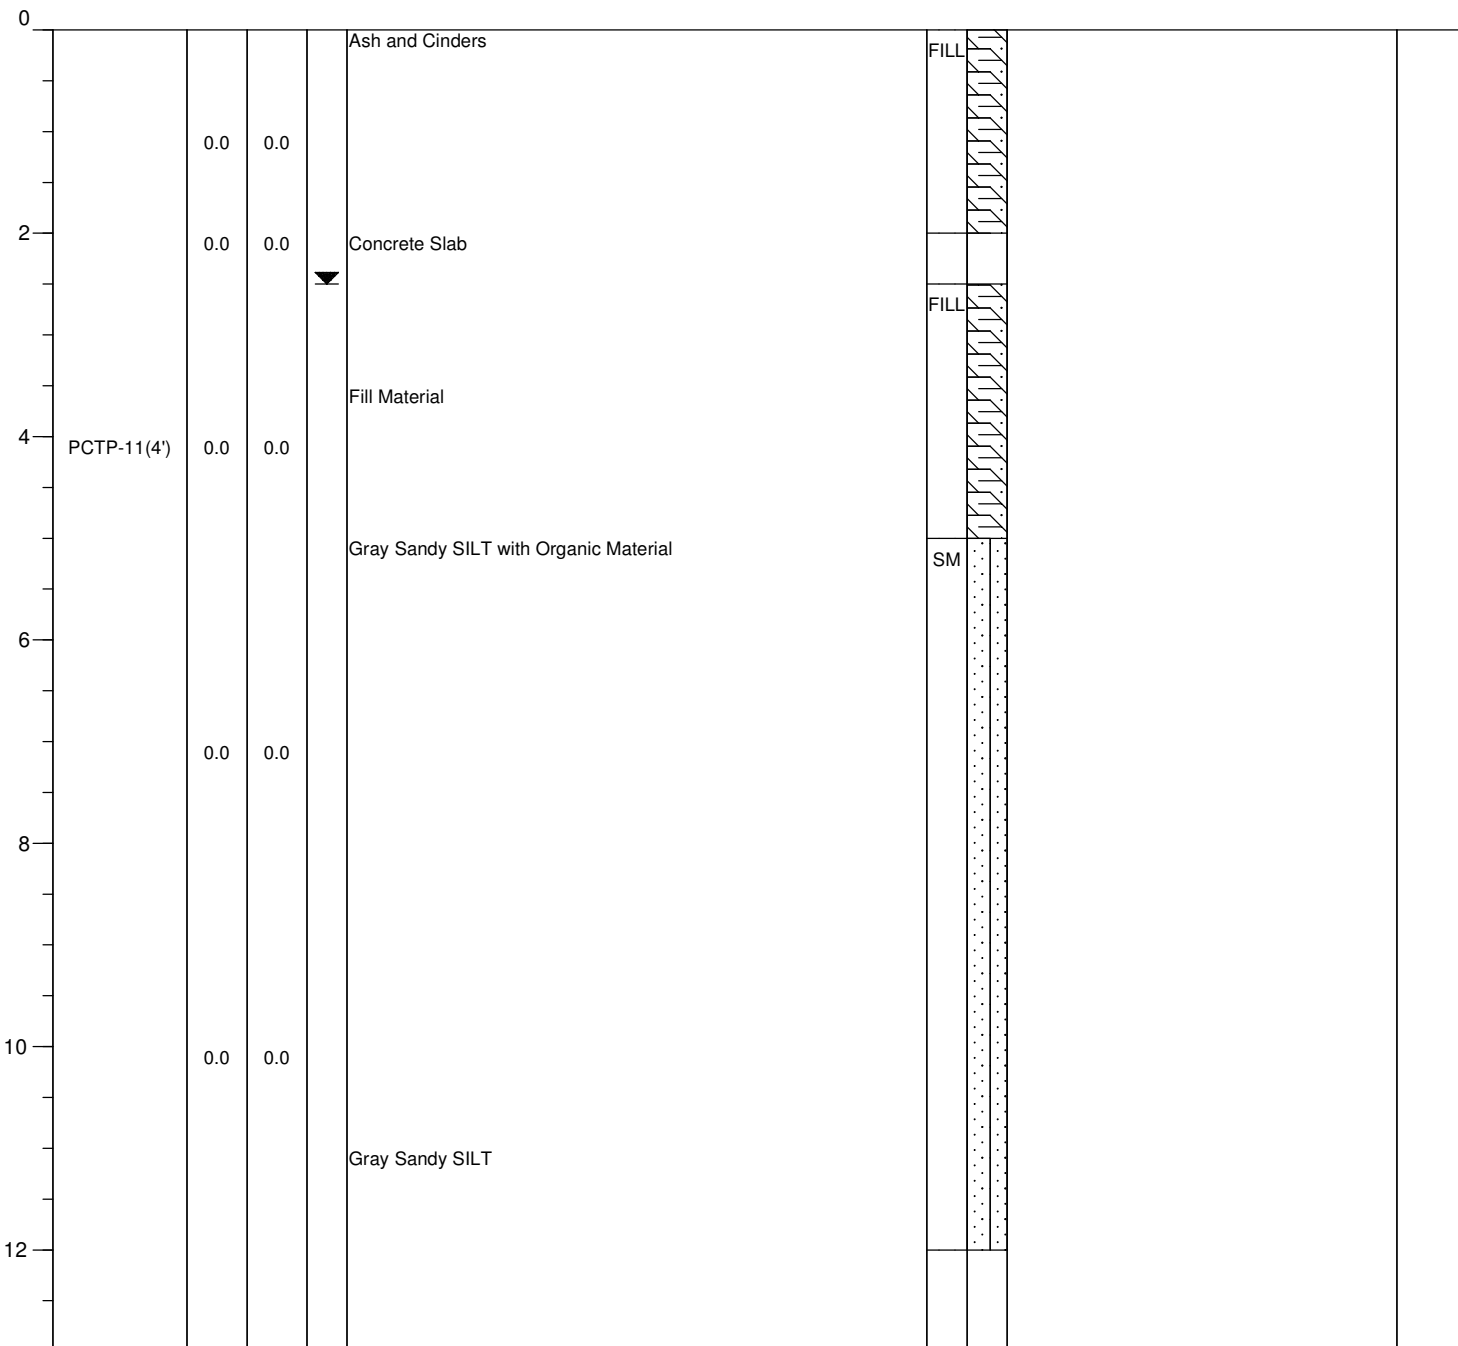 0
Ash and Cinders
FILL
0.0 0.0
2 0.0 0.0 Concrete Slab
FILL
Fill Material
4 PCTP-11(4') 0.0 0.0
Gray Sandy SILT with Organic Material
SM
6
0.0 0.0
8
10 0.0 0.0
Gray Sandy SILT
12